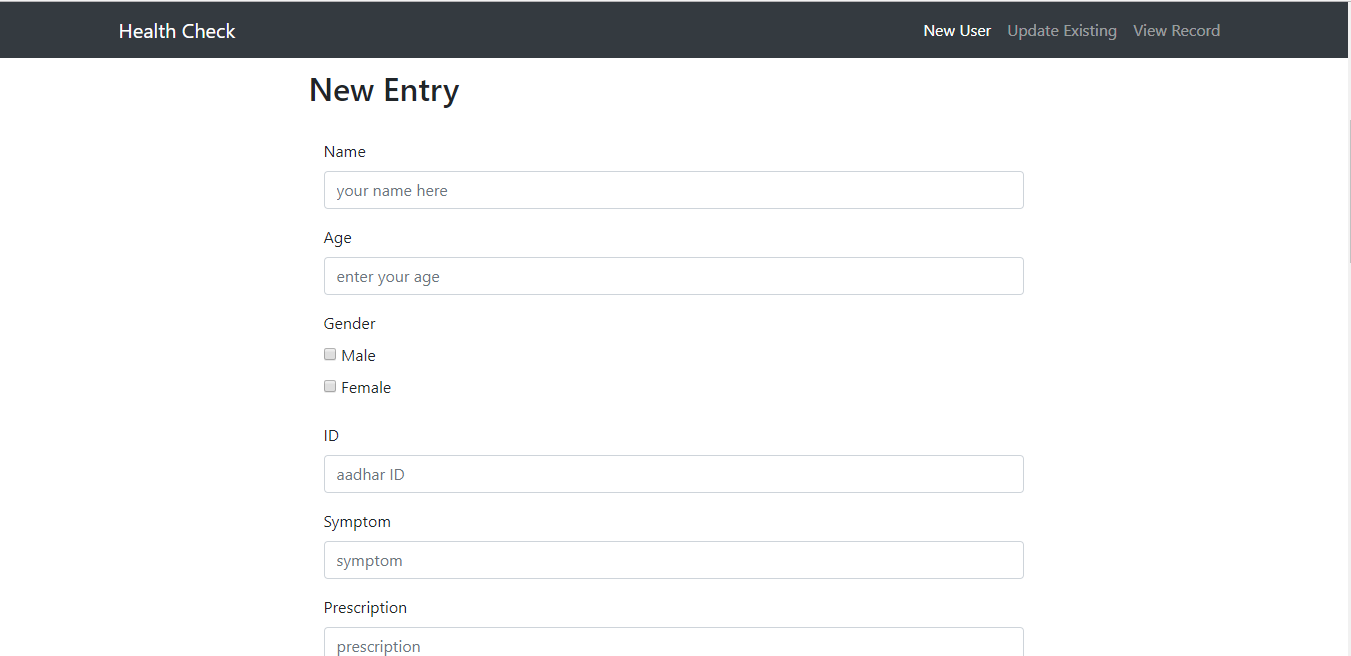 Health Check
New User Update Existing View Record
New Entry
Name
your name here
Age
enter your age
Gender
Male
Female
ID
aadhar ID
Symptom
symptom
Prescription
prescription